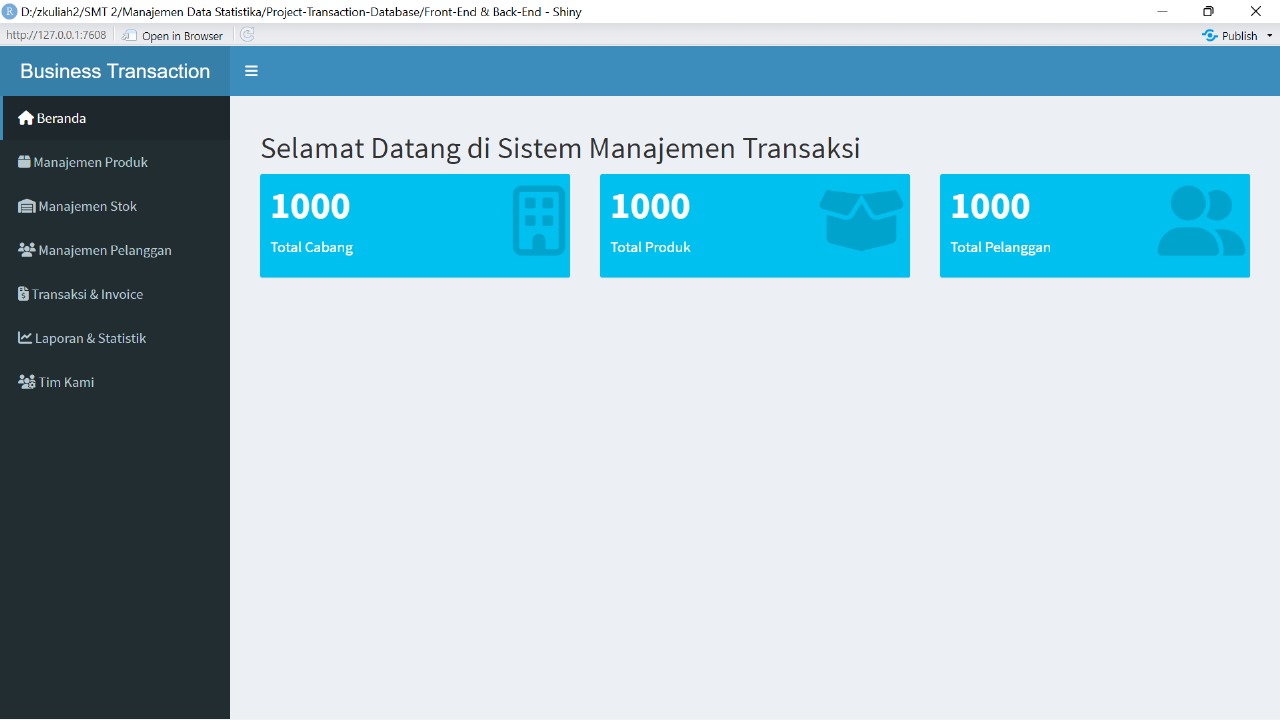 D:/zkuliah2/SMT 2/Manajemen Data Statistika/Project-Transaction-Database/Front-End & Back-End - Shiny
http://127.0.0.1:7608
Open in Browser
Publish
Business Transaction
Beranda
Manajemen Produk
Manajemen Stok
Manajemen Pelanggan
Transaksi & Invoice
Laporan & Statistik
Tim Kami
Selamat Datang di Sistem Manajemen Transaksi
1000
Total Cabang
1000
Total Produk
1000
Total Pelanggan